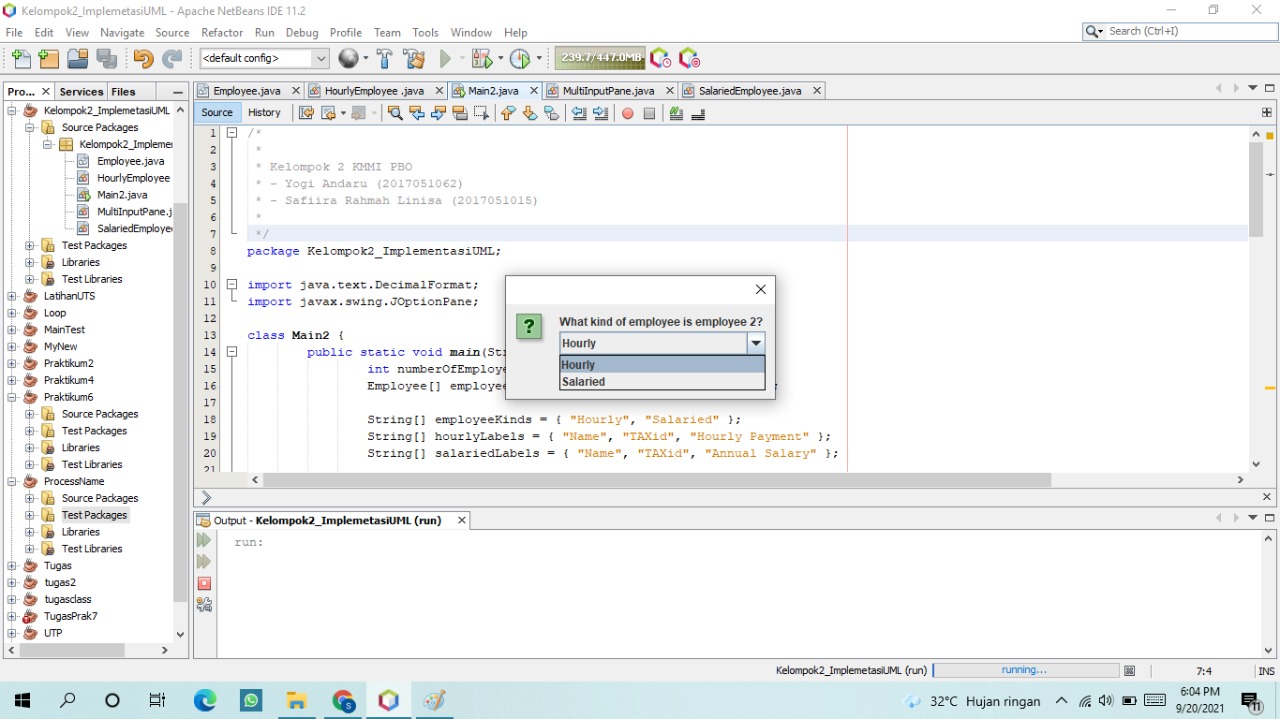 Kelompok2_ImplemetasiUML - Apache NetBeans IDE 11.2
File Edit View Navigate Source Refactor Run Debug Profile Team Tools Window Help
Search (Ctrl+I)
<default config>
239.7/447.0MB
Pro... Services Files
Employee.java HourlyEmployee .java Main2.java MultiInputPane.java SalariedEmployee.java
Source History
Kelompok2_ImplemetasiUML
Source Packages
Kelompok2_Implemer
Employee.java
HourlyEmployee
Main2.java
MultiInputPane.j
SalariedEmployee
Test Packages
Libraries
Test Libraries
LatihanUTS
Loop
MainTest
MyNew
Praktikum2
Praktikum4
Praktikum6
Source Packages
Test Packages
Libraries
Test Libraries
ProcessName
Source Packages
Test Packages
Libraries
Test Libraries
Tugas
tugas2
tugasclass
TugasPrak7
UTP
1 /*
2 *
3 * Kelompok 2 KMMI PBO
4 * - Yogi Andaru (2017051062)
5 * - Safiira Rahmah Linisa (2017051015)
6 *
7 */
8 package Kelompok2_ImplementasiUML;
9
10 import java.text.DecimalFormat;
11 import javax.swing.JOptionPane;
12
13 class Main2 {
14 public static void main(Str
15 int numberOfEmploye
16 Employee[] employee
17
18 String[] employeeKinds = { "Hourly", "Salaried" };
19 String[] hourlyLabels = { "Name", "TAXid", "Hourly Payment" };
20 String[] salariedLabels = { "Name", "TAXid", "Annual Salary" };
21
What kind of employee is employee 2?
Hourly
Hourly
Salaried
Output - Kelompok2_ImplemetasiUML (run)
run:
Kelompok2_ImplemetasiUML (run) running... 7:4 INS
32°C Hujan ringan
6:04 PM
9/20/2021
11